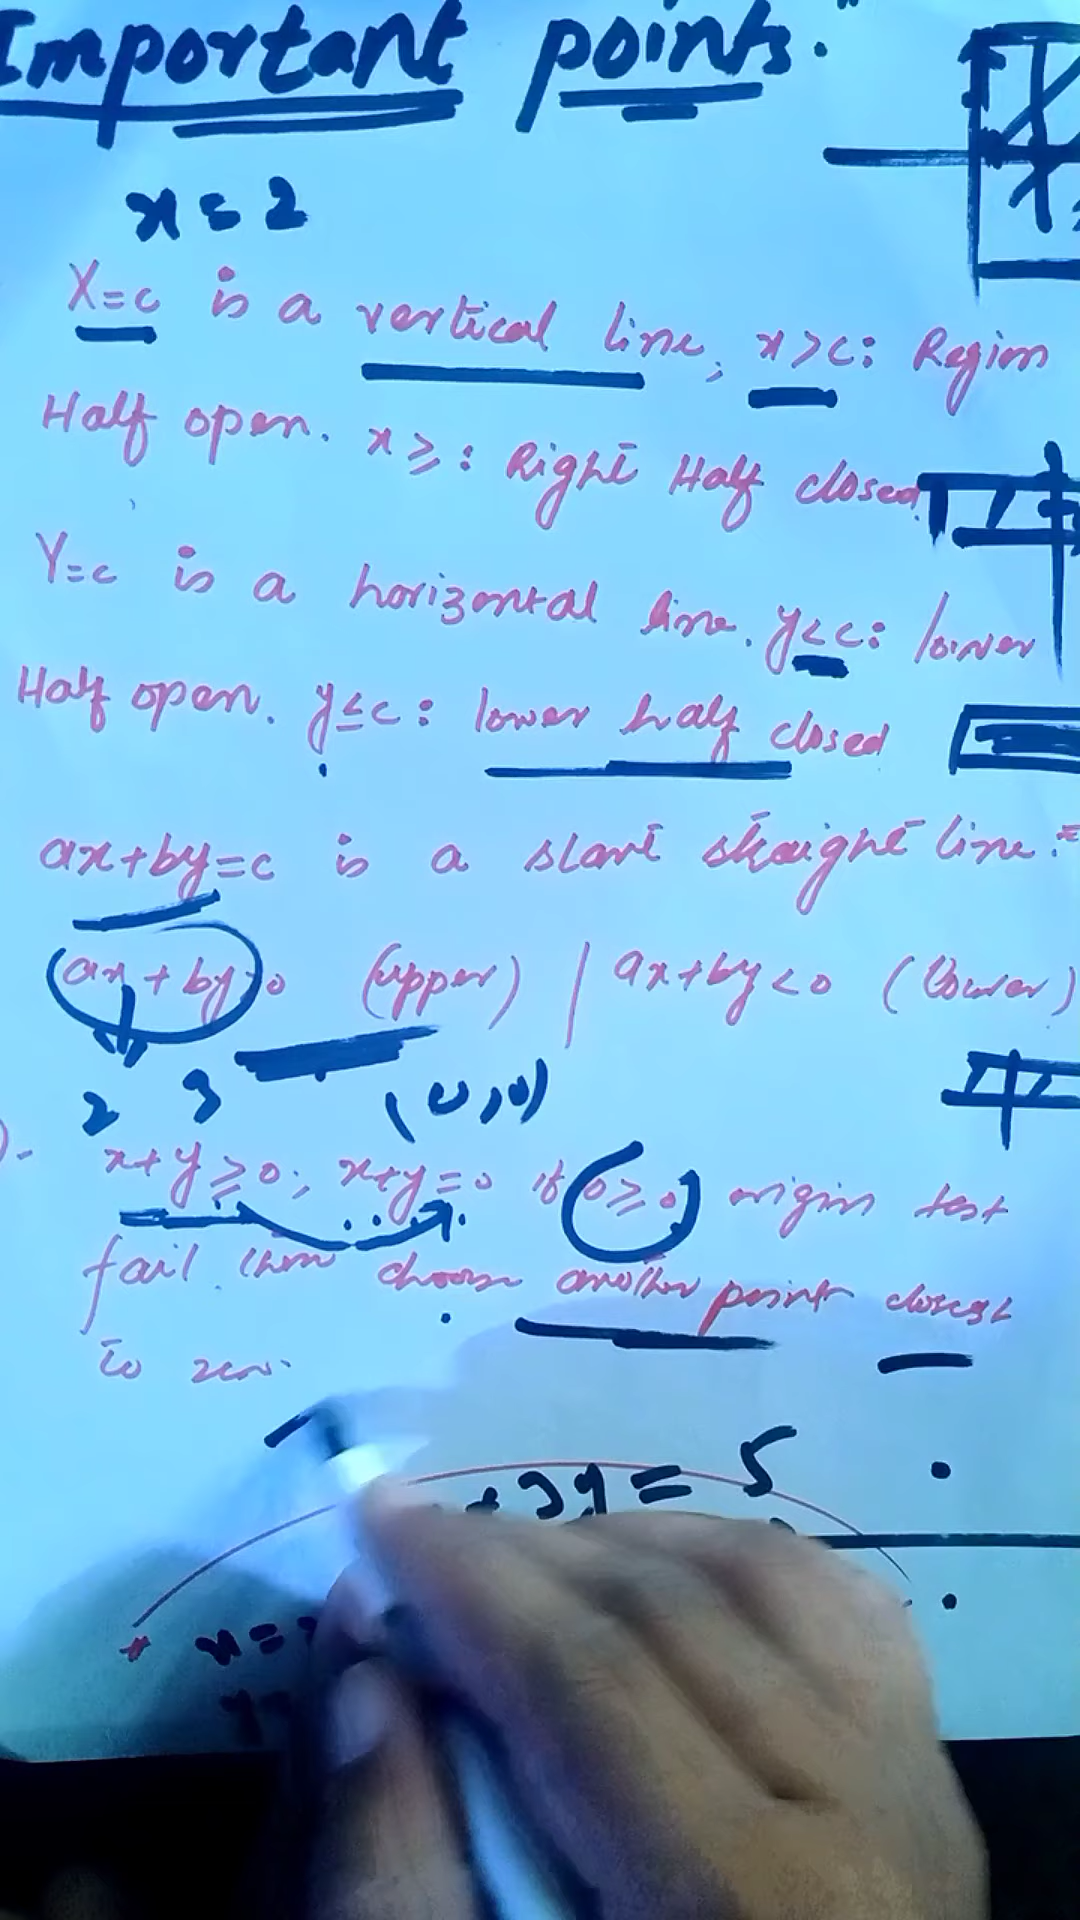 Important points."
x = 2
X=c is a vertical line, x>c: Region
Half open. x≥: Right Half closed.
Y=c is a horizontal line. y<c: lower
Half open. y≤c: lower half closed
ax+by=c is a slant straight line.
ax+by>0 (upper) | ax+by<0 (lower)
2 3 (0,0)
x+y≥0; x+y=0 if 0≥0 origin test
fail. then choose another point closest
to zero.
+ 3y = 5
x=
y=